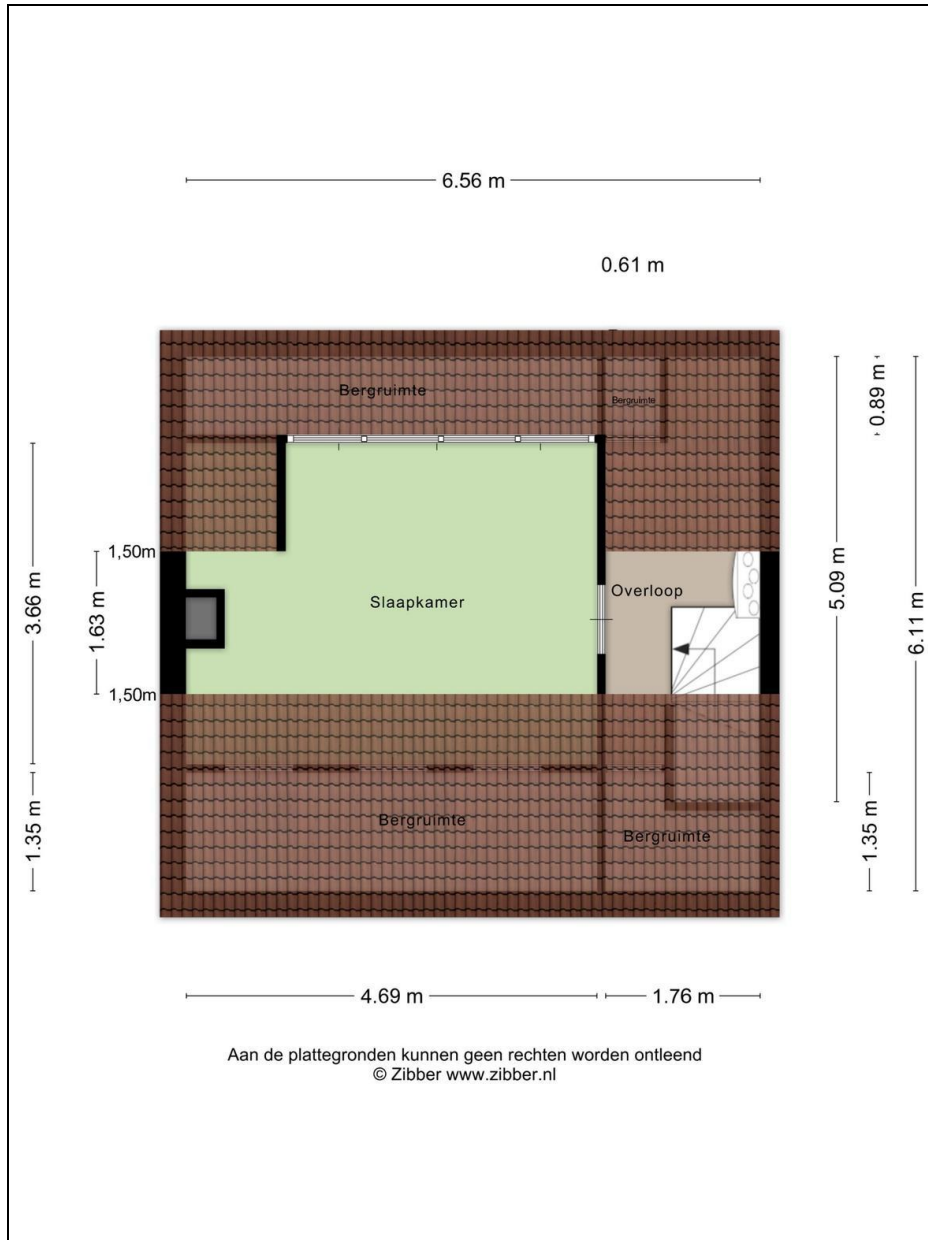 6.56 m
0.61 m
Bergruimte
Bergruimte
0.89 m
1,50m
3.66 m
1.63 m
Slaapkamer
Overloop
5.09 m
6.11 m
1,50m
1.35 m
Bergruimte
Bergruimte
1.35 m
4.69 m
1.76 m
Aan de plattegronden kunnen geen rechten worden ontleend
© Zibber www.zibber.nl